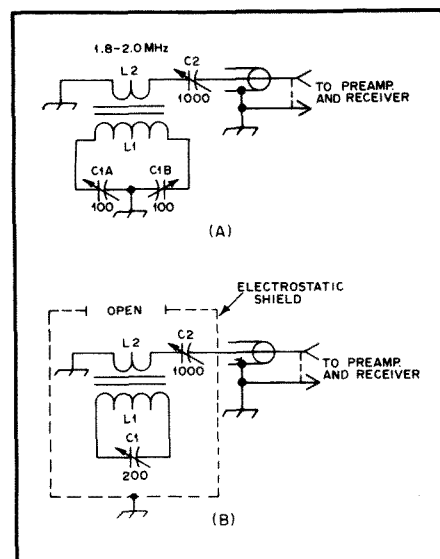 1.8-2.0 MHz
L2
C2
1000
TO PREAMP.
AND RECEIVER
L1
C1A
C1B
100
100
(A)
ELECTROSTATIC
SHIELD
OPEN
L2
C2
1000
TO PREAMP.
AND RECEIVER
L1
C1
200
(B)